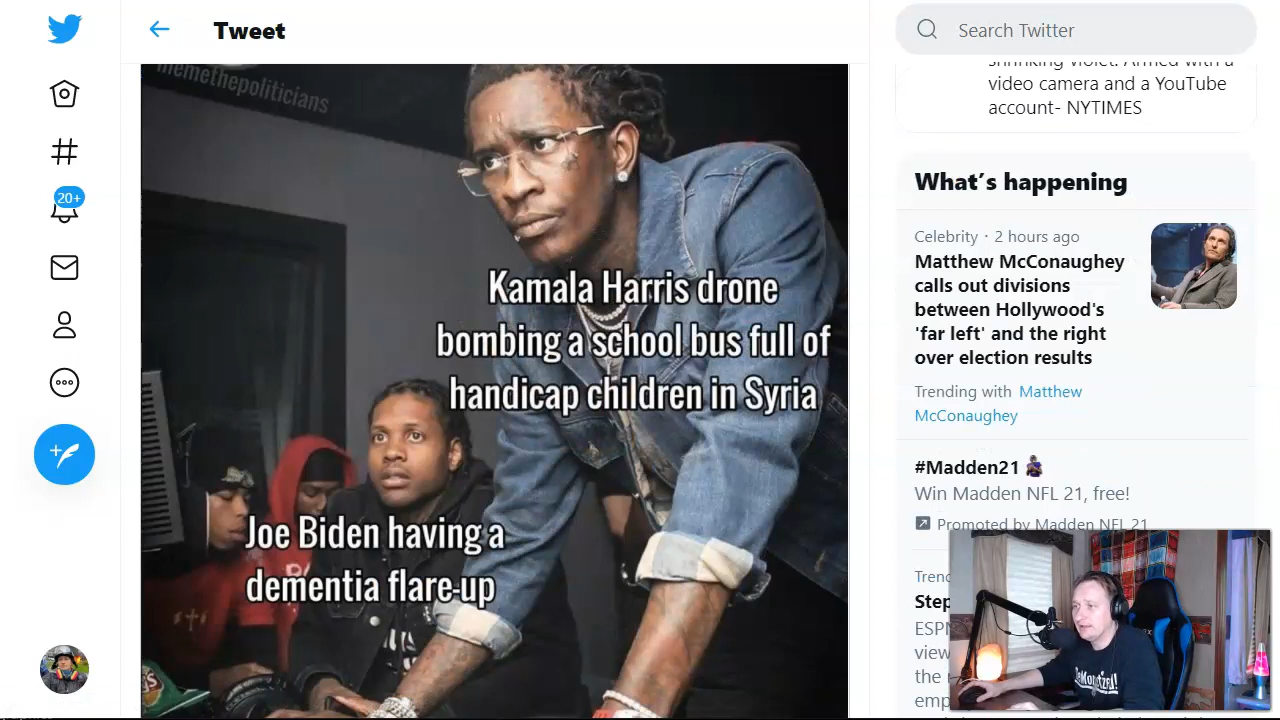 Tweet
Search Twitter
memethepoliticians
shrinking violet. Armed with a
video camera and a YouTube
account- NYTIMES
20+
What's happening
Celebrity · 2 hours ago
Matthew McConaughey
calls out divisions
between Hollywood's
'far left' and the right
over election results
Trending with Matthew
McConaughey
Kamala Harris drone
bombing a school bus full of
handicap children in Syria
#Madden21
Win Madden NFL 21, free!
Promoted by Madden NFL 21
Joe Biden having a
dementia flare-up
Trend
Step
ESPN
view
the
emp